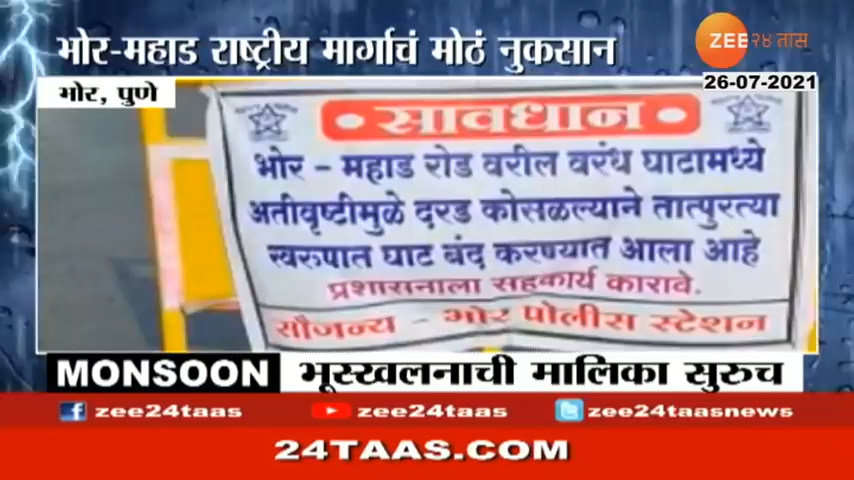 भोर-महाड राष्ट्रीय मार्गाचं मोठं नुकसान
ZEE २४ तास
26-07-2021
भोर, पुणे
सावधान
भोर - महाड रोड वरील वरंध घाटामध्ये
अतीवृष्टीमुळे दरड कोसळल्याने तात्पुरत्या
स्वरुपात घाट बंद करण्यात आला आहे
प्रशासनाला सहकार्य कारावे.
सौजन्य - भोर पोलीस स्टेशन
MONSOON भूस्खलनाची मालिका सुरुच
zee24taas zee24taas zee24taasnews
24TAAS.COM